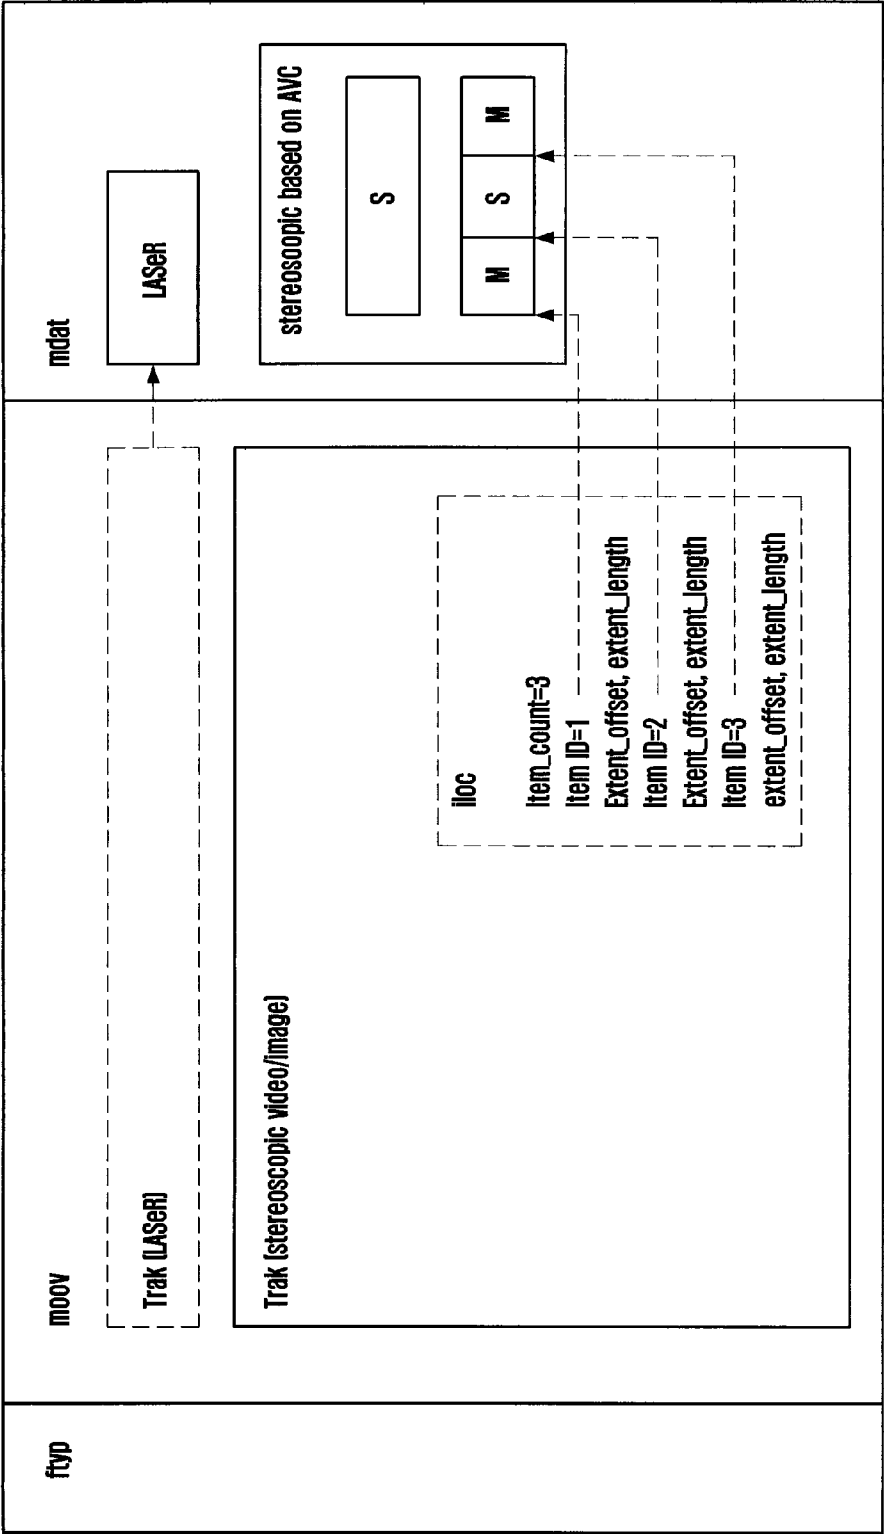 ftyp
moov
mdat
Trak (LASeR)
LASeR
Trak (stereoscopic video/image)
stereosoopic based on AVC
S
M
S
M
iloc
Item_count=3
Item ID=1
Extent_offset, extent_length
Item ID=2
Extent_offset, extent_length
Item ID=3
extent_offset, extent_length